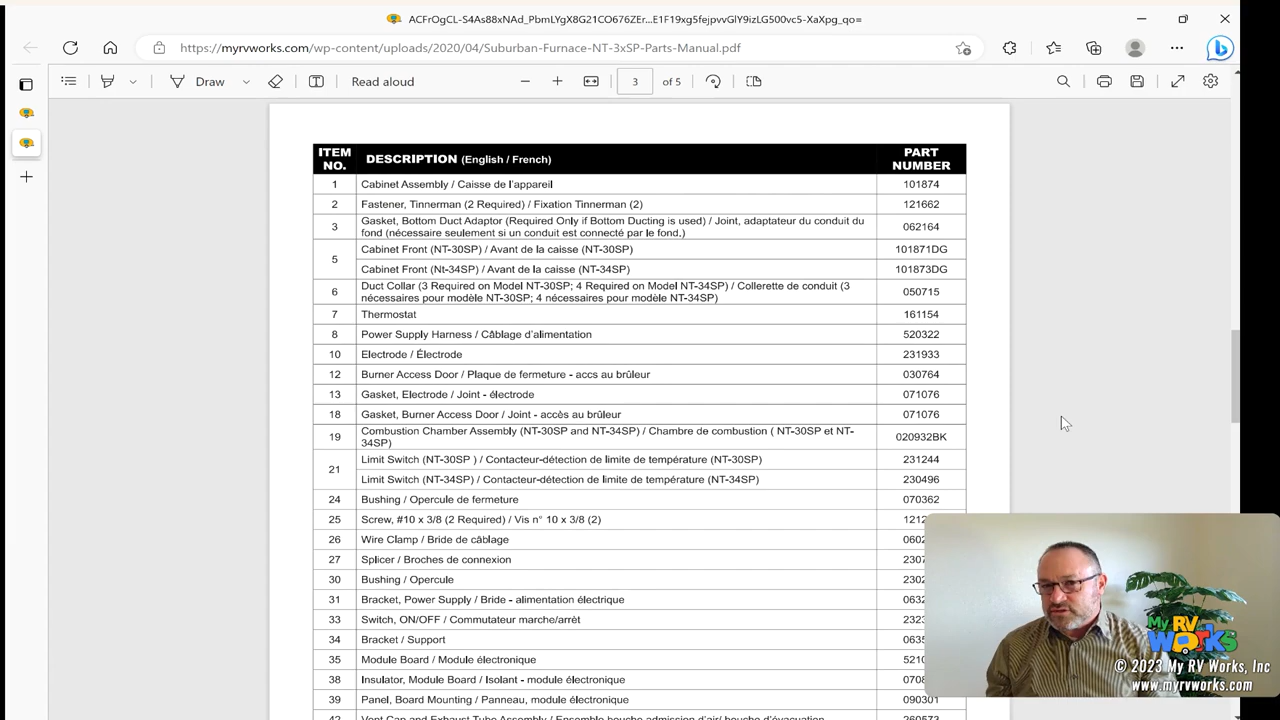 ACFrOgCL-S4As88xNAd_PbmLYgX8G21CO676ZEr...E1F19xg5fejpvvGlY9izLG500vc5-XaXpg_qo=
https://myrvworks.com/wp-content/uploads/2020/04/Suburban-Furnace-NT-3xSP-Parts-Manual.pdf
Draw Read aloud 3 of 5
ITEM NO. DESCRIPTION (English / French) PART NUMBER
1 Cabinet Assembly / Caisse de l'appareil 101874
2 Fastener, Tinnerman (2 Required) / Fixation Tinnerman (2) 121662
3 Gasket, Bottom Duct Adaptor (Required Only if Bottom Ducting is used) / Joint, adaptateur du conduit du
fond (nécessaire seulement si un conduit est connecté par le fond.) 062164
5 Cabinet Front (NT-30SP) / Avant de la caisse (NT-30SP) 101871DG
Cabinet Front (Nt-34SP) / Avant de la caisse (NT-34SP) 101873DG
6 Duct Collar (3 Required on Model NT-30SP; 4 Required on Model NT-34SP) / Collerette de conduit (3
nécessaires pour modèle NT-30SP; 4 nécessaires pour modèle NT-34SP) 050715
7 Thermostat 161154
8 Power Supply Harness / Câblage d'alimentation 520322
10 Electrode / Électrode 231933
12 Burner Access Door / Plaque de fermeture - accs au brûleur 030764
13 Gasket, Electrode / Joint - électrode 071076
18 Gasket, Burner Access Door / Joint - accès au brûleur 071076
19 Combustion Chamber Assembly (NT-30SP and NT-34SP) / Chambre de combustion ( NT-30SP et NT-
34SP) 020932BK
21 Limit Switch (NT-30SP ) / Contacteur-détection de limite de température (NT-30SP) 231244
Limit Switch (NT-34SP) / Contacteur-détection de limite de température (NT-34SP) 230496
24 Bushing / Opercule de fermeture 070362
25 Screw, #10 x 3/8 (2 Required) / Vis n° 10 x 3/8 (2)
26 Wire Clamp / Bride de câblage
27 Splicer / Broches de connexion
30 Bushing / Opercule
31 Bracket, Power Supply / Bride - alimentation électrique
33 Switch, ON/OFF / Commutateur marche/arrêt
34 Bracket / Support
35 Module Board / Module électronique
38 Insulator, Module Board / Isolant - module électronique
39 Panel, Board Mounting / Panneau, module électronique 090301
42 Vent Cap and Exhaust Tube Assembly / Ensemble bouche admission d'air/ bouche d'évacuation 260573
My RV WORKS
© 2023 My RV Works, Inc
www.myrvworks.com